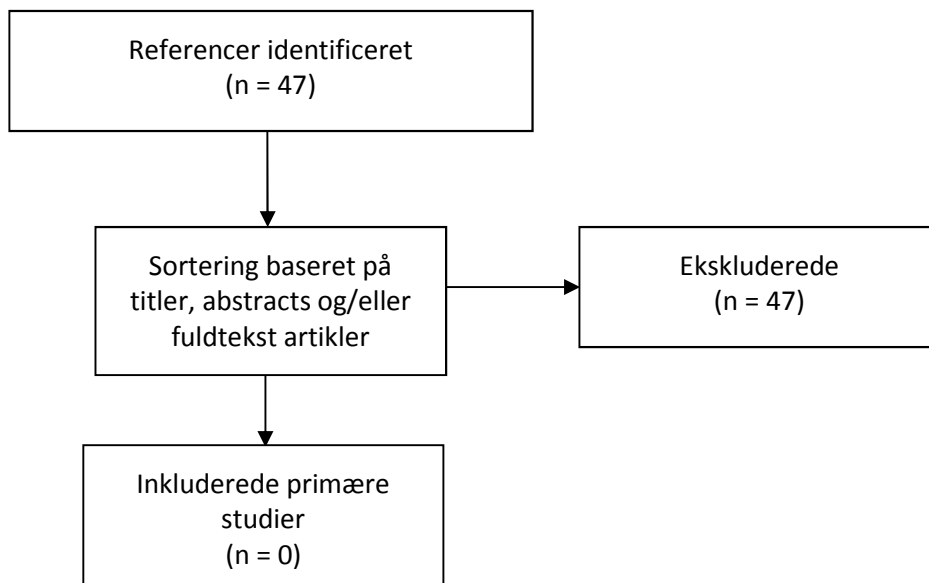 Referencer identificeret
(n = 47)
Sortering baseret på
titler, abstracts og/eller
fuldtekst artikler
Ekskluderede
(n = 47)
Inkluderede primære
studier
(n = 0)